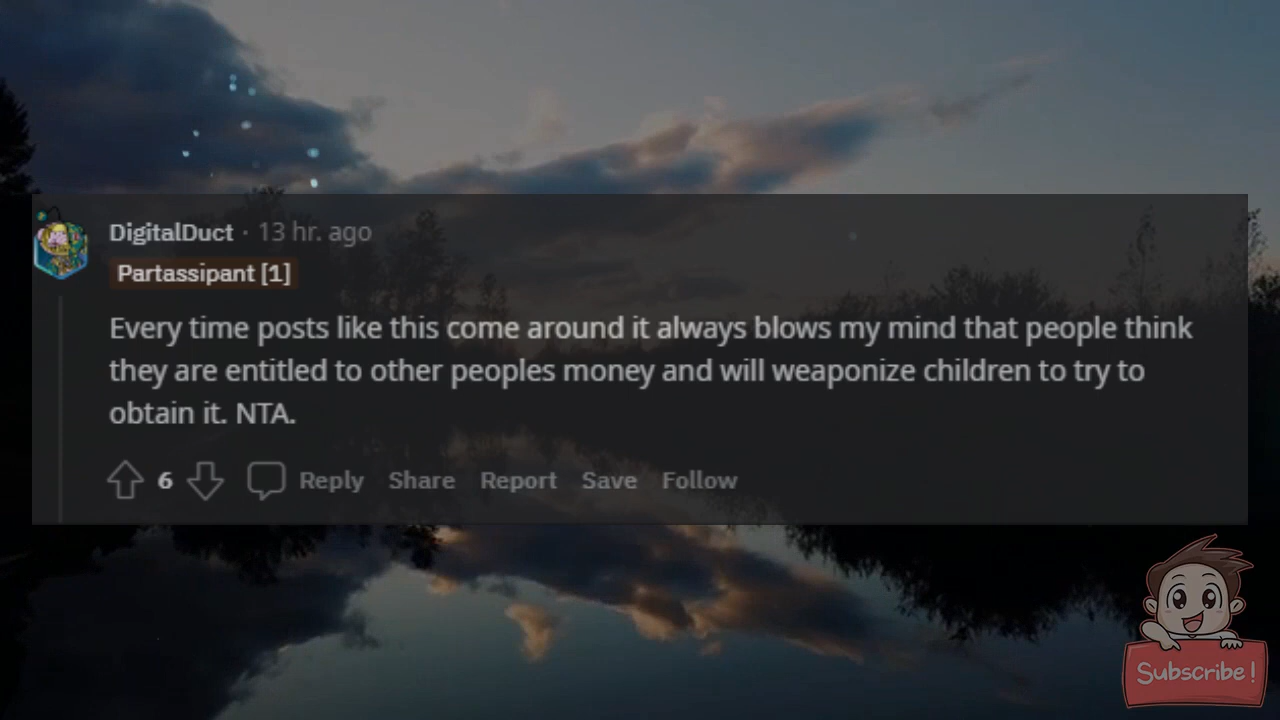 DigitalDuct · 13 hr. ago
Partassipant [1]
Every time posts like this come around it always blows my mind that people think
they are entitled to other peoples money and will weaponize children to try to
obtain it. NTA.
6 Reply Share Report Save Follow
Subscribe!